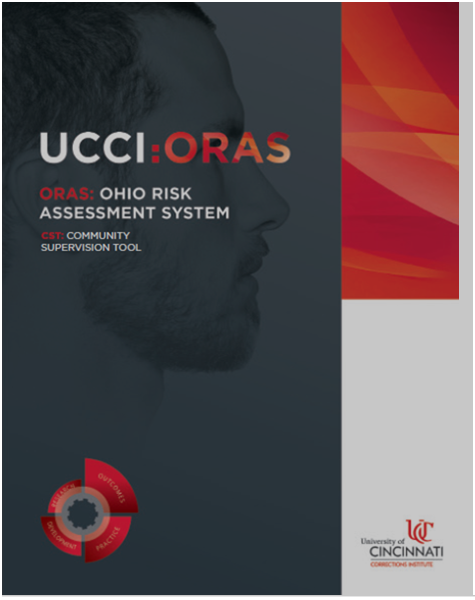 UCCI:ORAS
ORAS: OHIO RISK
ASSESSMENT SYSTEM
CST: COMMUNITY
SUPERVISION TOOL
RESEARCH
OUTCOMES
DEVELOPMENT
PRACTICE
UC
University of
CINCINNATI
CORRECTIONS INSTITUTE